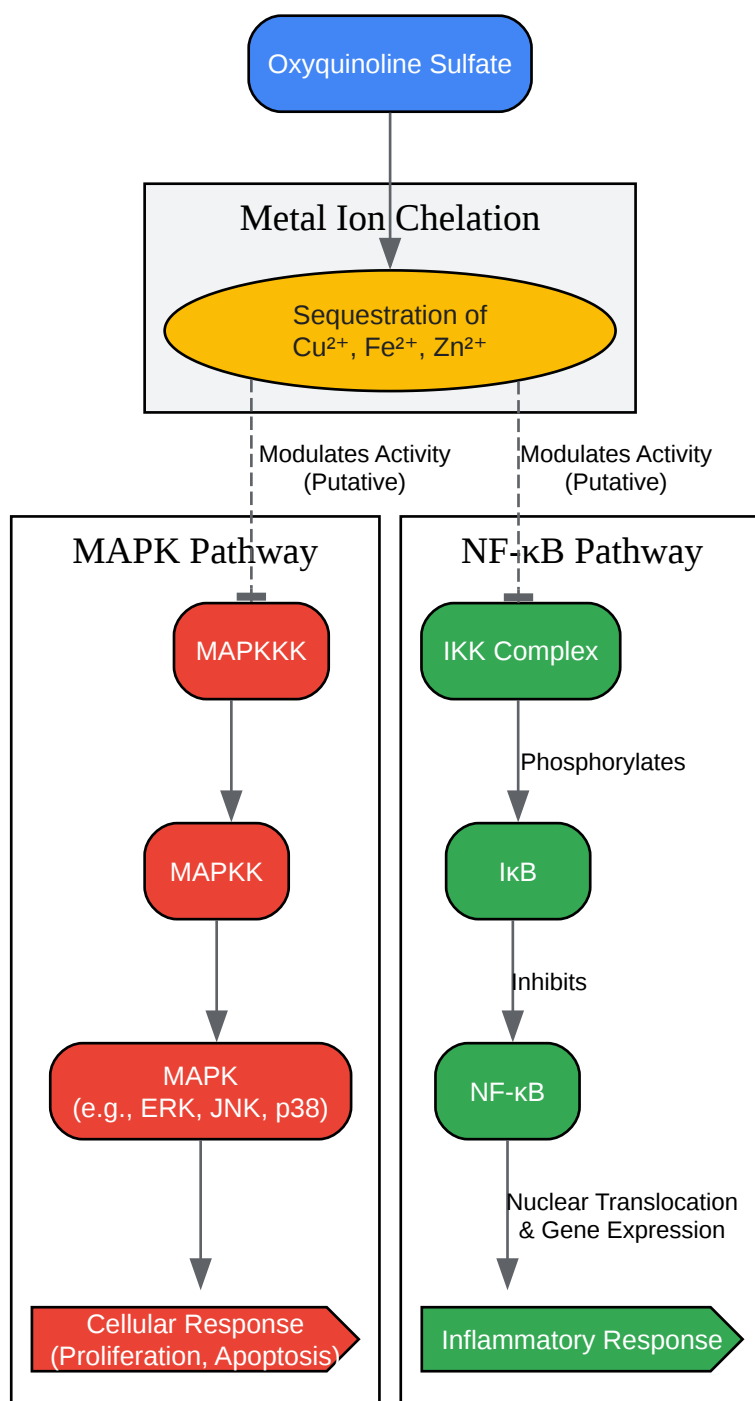 Oxyquinoline Sulfate
Metal Ion Chelation
Sequestration of
Cu²⁺, Fe²⁺, Zn²⁺
Modulates Activity
(Putative)
Modulates Activity
(Putative)
MAPK Pathway
MAPKKK
MAPKK
MAPK
(e.g., ERK, JNK, p38)
Cellular Response
(Proliferation, Apoptosis)
NF-κB Pathway
IKK Complex
Phosphorylates
IκB
Inhibits
NF-κB
Nuclear Translocation
& Gene Expression
Inflammatory Response